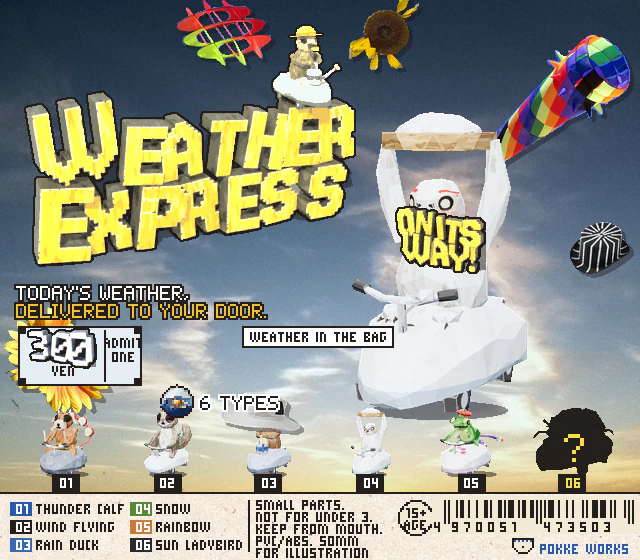 WEATHER
EXPRESS
ON ITS
WAY!
TODAY'S WEATHER,
DELIVERED TO YOUR DOOR.
300
YEN
ADMIT
ONE
WEATHER IN THE BAG
6 TYPES
?
01
02
03
04
05
06
01 THUNDER CALF
02 WIND FLYING
03 RAIN DUCK
04 SNOW
05 RAINBOW
06 SUN LADYBIRD
SMALL PARTS.
NOT FOR UNDER 3.
KEEP FROM MOUTH.
PVC/ABS. 50MM
FOR ILLUSTRATION
15+
AGE
4 970051 473503
POKKE WORKS